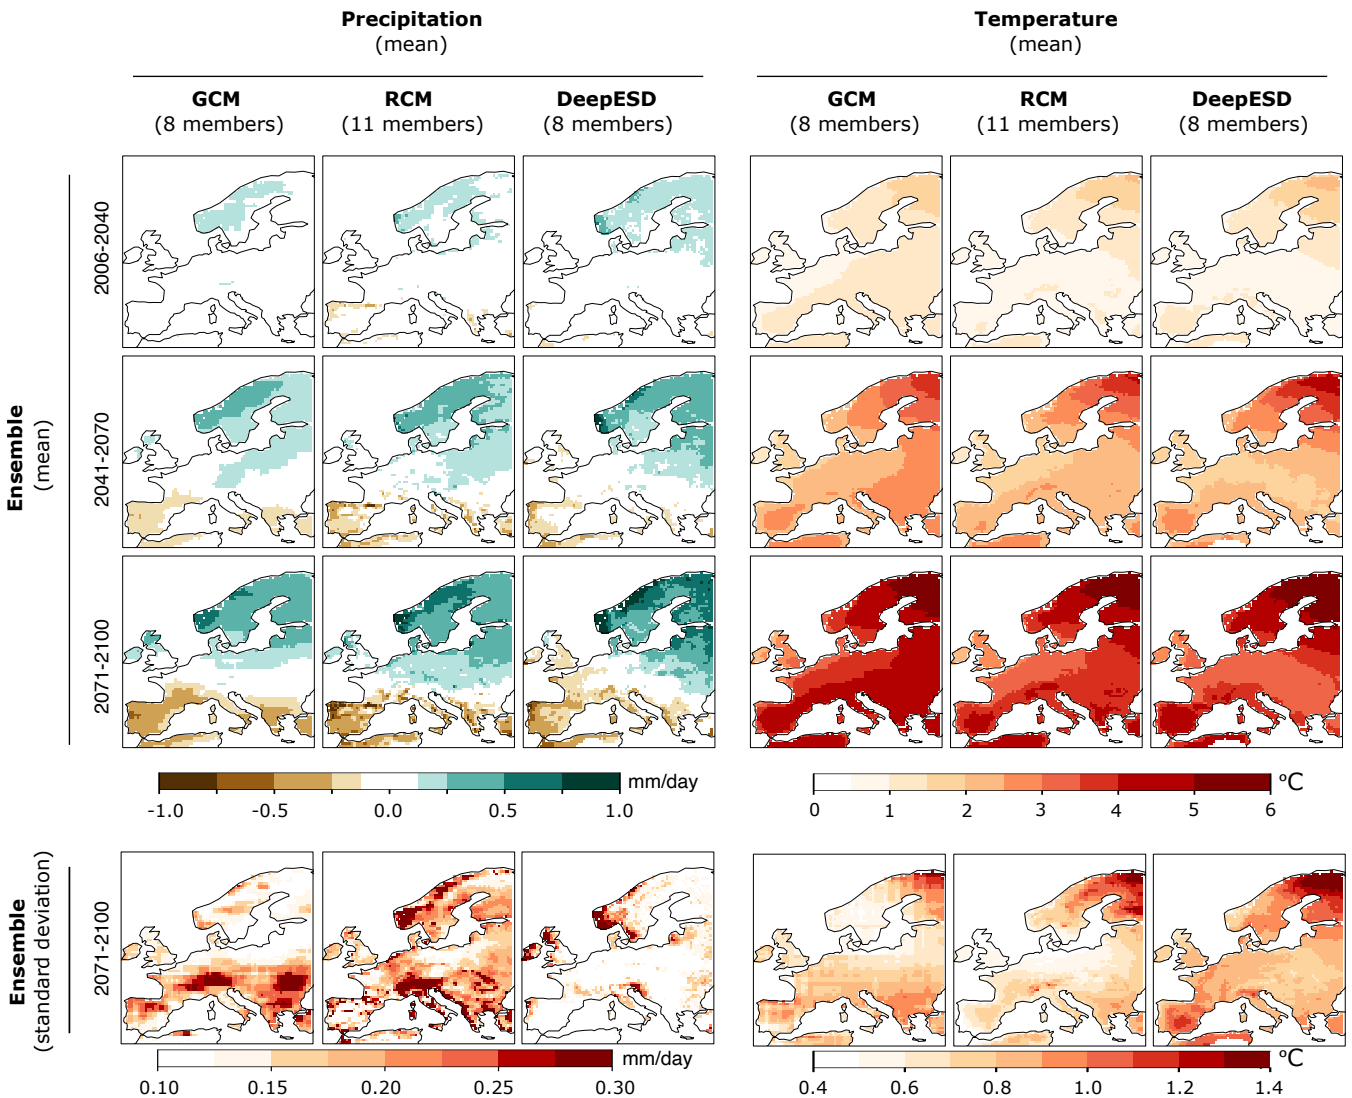 Precipitation
(mean)
Temperature
(mean)
GCM
(8 members)
RCM
(11 members)
DeepESD
(8 members)
GCM
(8 members)
RCM
(11 members)
DeepESD
(8 members)
Ensemble
(mean)
2006-2040
2041-2070
2071-2100
-1.0 -0.5 0.0 0.5 1.0 mm/day
0 1 2 3 4 5 6 ºC
Ensemble
(standard deviation)
2071-2100
0.10 0.15 0.20 0.25 0.30 mm/day
0.4 0.6 0.8 1.0 1.2 1.4 ºC